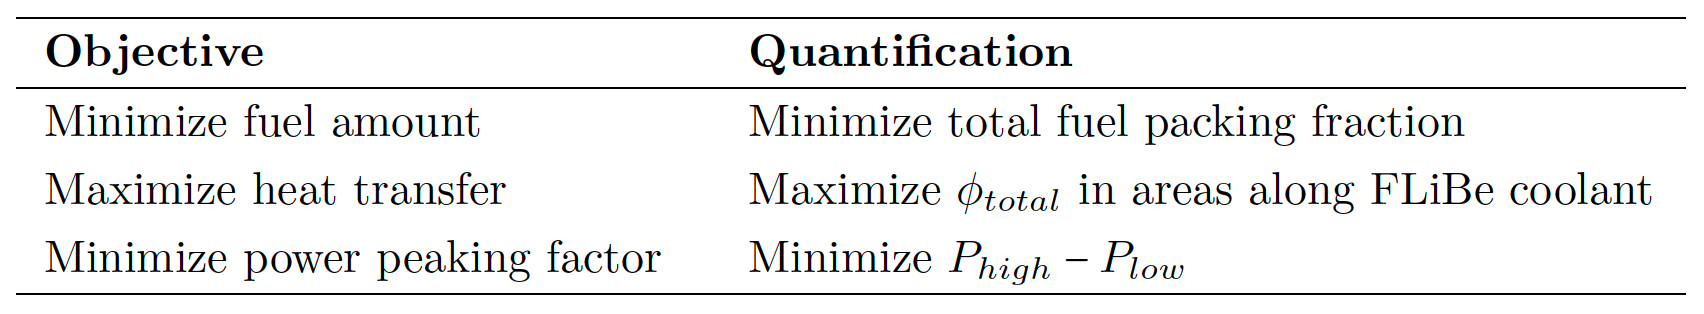 Objective Quantification
Minimize fuel amount Minimize total fuel packing fraction
Maximize heat transfer Maximize $\phi_{total}$ in areas along FLiBe coolant
Minimize power peaking factor Minimize $P_{high}$ – $P_{low}$